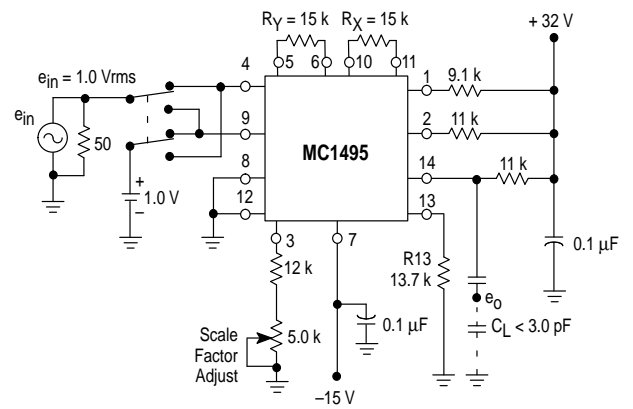 R_Y = 15 k
R_X = 15 k
+ 32 V
e_in = 1.0 Vrms
4
5
6
10
11
1
9.1 k
e_in
50
9
2
11 k
MC1495
8
14
11 k
+
–
1.0 V
12
13
3
7
R13
13.7 k
0.1 µF
12 k
e_o
Scale
Factor
Adjust
5.0 k
0.1 µF
C_L < 3.0 pF
–15 V